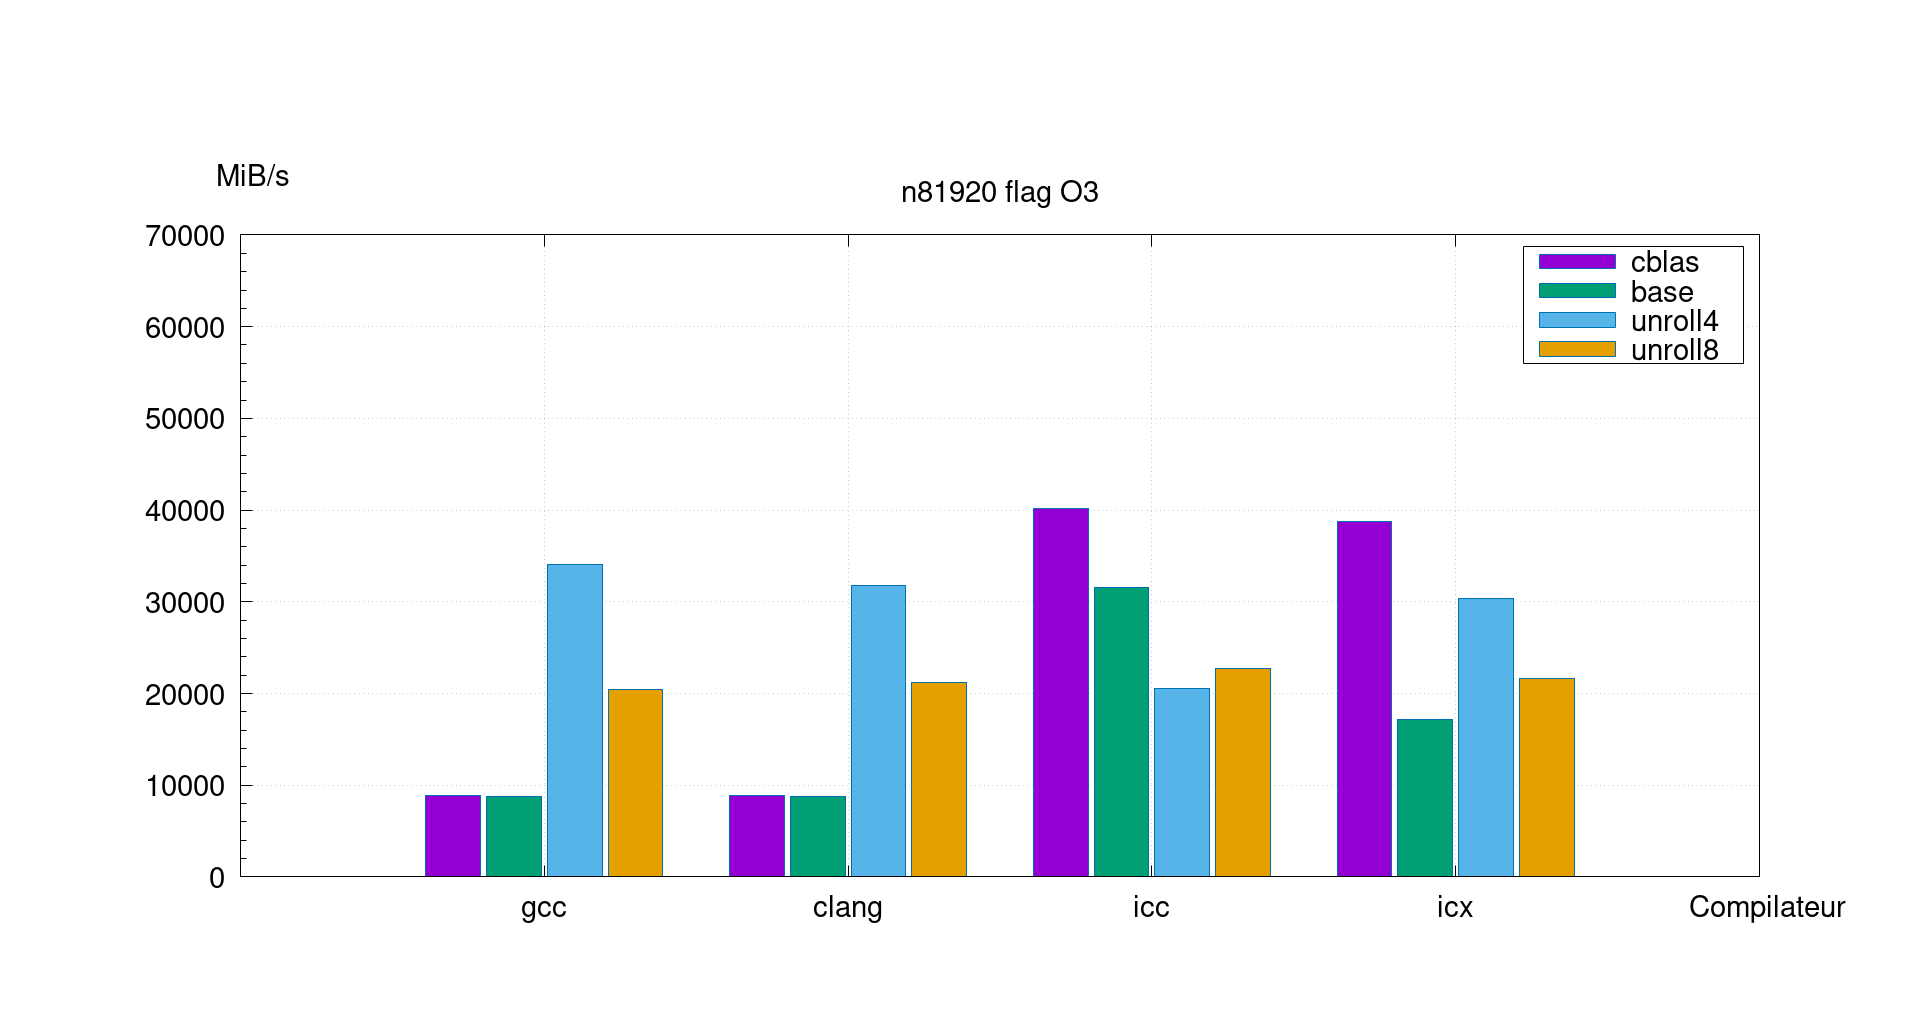 MiB/s
n81920 flag O3
70000
60000
50000
40000
30000
20000
10000
0
cblas
base
unroll4
unroll8
gcc clang icc icx Compilateur